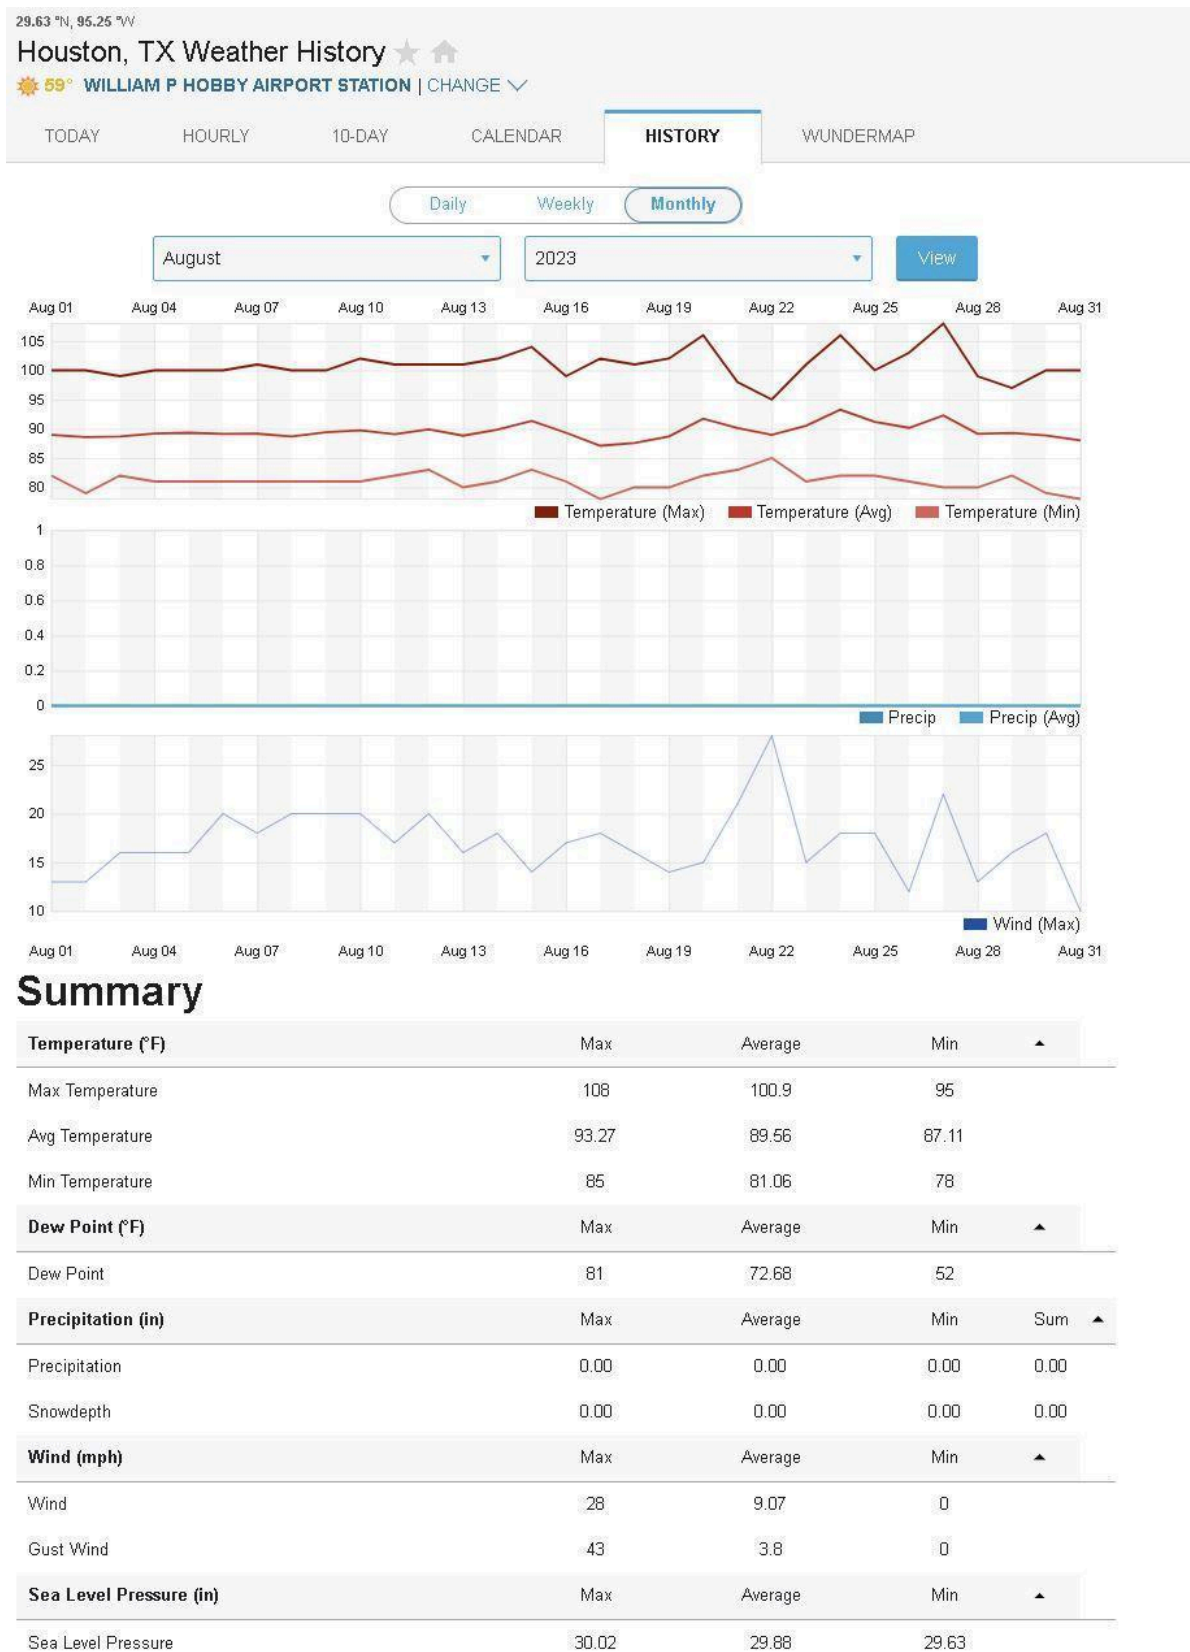 29.63 °N, 95.25 °W
Houston, TX Weather History
59° WILLIAM P HOBBY AIRPORT STATION | CHANGE
TODAY HOURLY 10-DAY CALENDAR HISTORY WUNDERMAP
Daily Weekly Monthly
August 2023 View
Aug 01 Aug 04 Aug 07 Aug 10 Aug 13 Aug 16 Aug 19 Aug 22 Aug 25 Aug 28 Aug 31
105
100
95
90
85
80
Temperature (Max) Temperature (Avg) Temperature (Min)
1
0.8
0.6
0.4
0.2
0
Precip Precip (Avg)
25
20
15
10
Wind (Max)
Aug 01 Aug 04 Aug 07 Aug 10 Aug 13 Aug 16 Aug 19 Aug 22 Aug 25 Aug 28 Aug 31
Summary
Temperature (°F) Max Average Min
Max Temperature 108 100.9 95
Avg Temperature 93.27 89.56 87.11
Min Temperature 85 81.06 78
Dew Point (°F) Max Average Min
Dew Point 81 72.68 52
Precipitation (in) Max Average Min Sum
Precipitation 0.00 0.00 0.00 0.00
Snowdepth 0.00 0.00 0.00 0.00
Wind (mph) Max Average Min
Wind 28 9.07 0
Gust Wind 43 3.8 0
Sea Level Pressure (in) Max Average Min
Sea Level Pressure 30.02 29.88 29.63